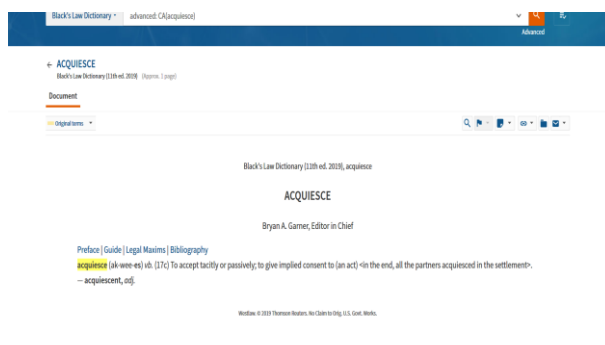 Black's Law Dictionary advanced: CA(acquiesce)
Advanced
← ACQUIESCE
Black's Law Dictionary (11th ed. 2019) (Approx. 1 page)
Document
Original terms
Black's Law Dictionary (11th ed. 2019), acquiesce
ACQUIESCE
Bryan A. Garner, Editor in Chief
Preface | Guide | Legal Maxims | Bibliography
acquiesce (ak-wee-es) vb. (17c) To accept tacitly or passively; to give implied consent to (an act) <in the end, all the partners acquiesced in the settlement>.
— acquiescent, adj.
Westlaw. © 2019 Thomson Reuters. No Claim to Orig. U.S. Govt. Works.